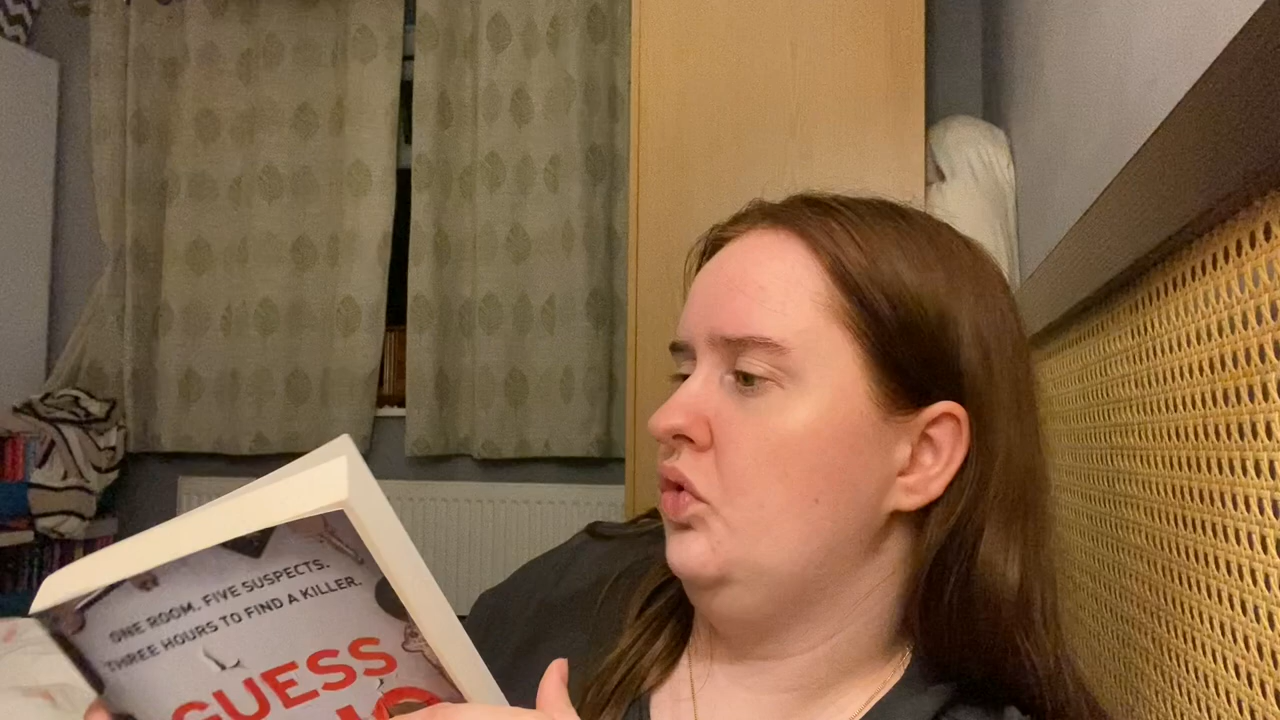 ONE ROOM. FIVE SUSPECTS.
THREE HOURS TO FIND A KILLER.
GUESS